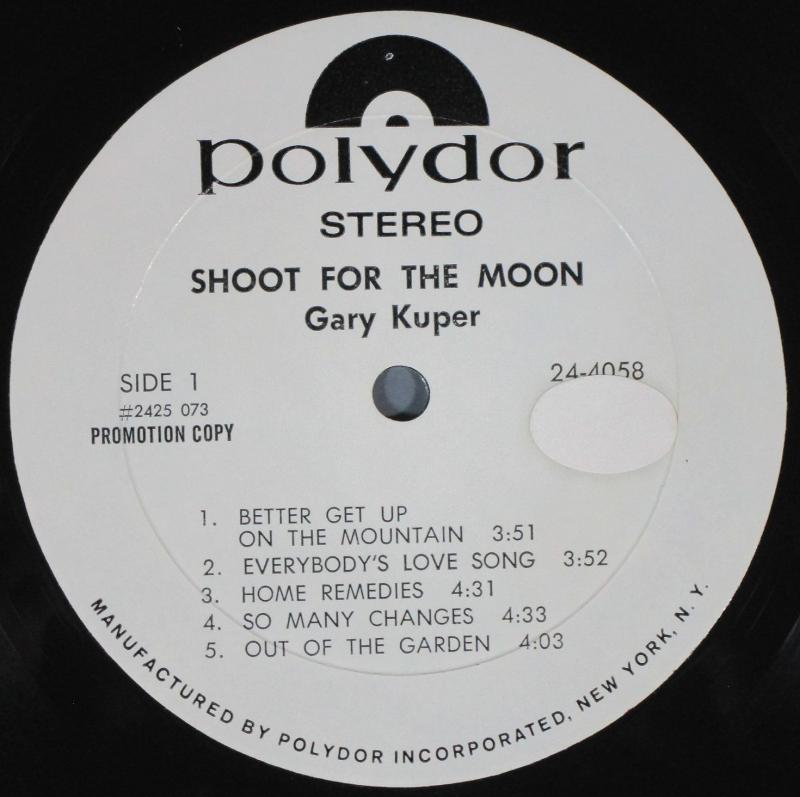 polydor
STEREO
SHOOT FOR THE MOON
Gary Kuper
SIDE 1
#2425 073
PROMOTION COPY
24-4058
1. BETTER GET UP
ON THE MOUNTAIN 3:51
2. EVERYBODY'S LOVE SONG 3:52
3. HOME REMEDIES 4:31
4. SO MANY CHANGES 4:33
5. OUT OF THE GARDEN 4:03
MANUFACTURED BY POLYDOR INCORPORATED, NEW YORK, N. Y.